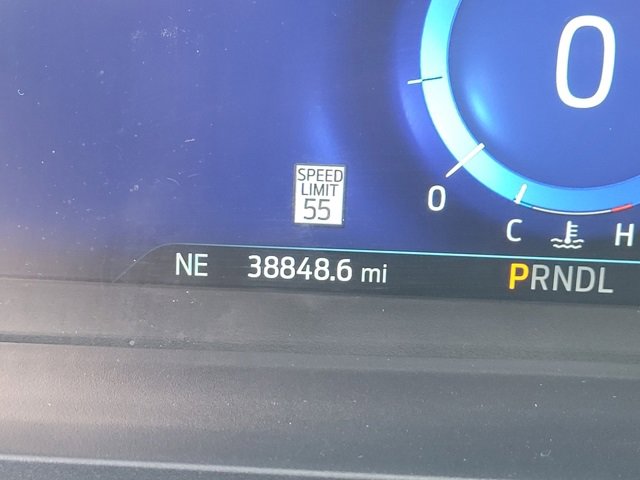 0
SPEED
LIMIT
55
0
C H
NE 38848.6 mi PRNDL